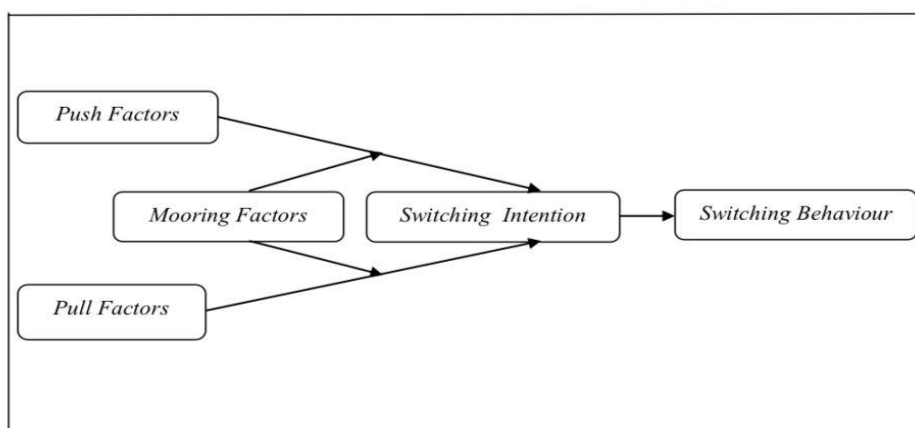 Push Factors
Mooring Factors
Switching Intention
Switching Behaviour
Pull Factors